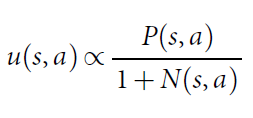 u(s, a) ∝ P(s, a) / 1 + N(s, a)